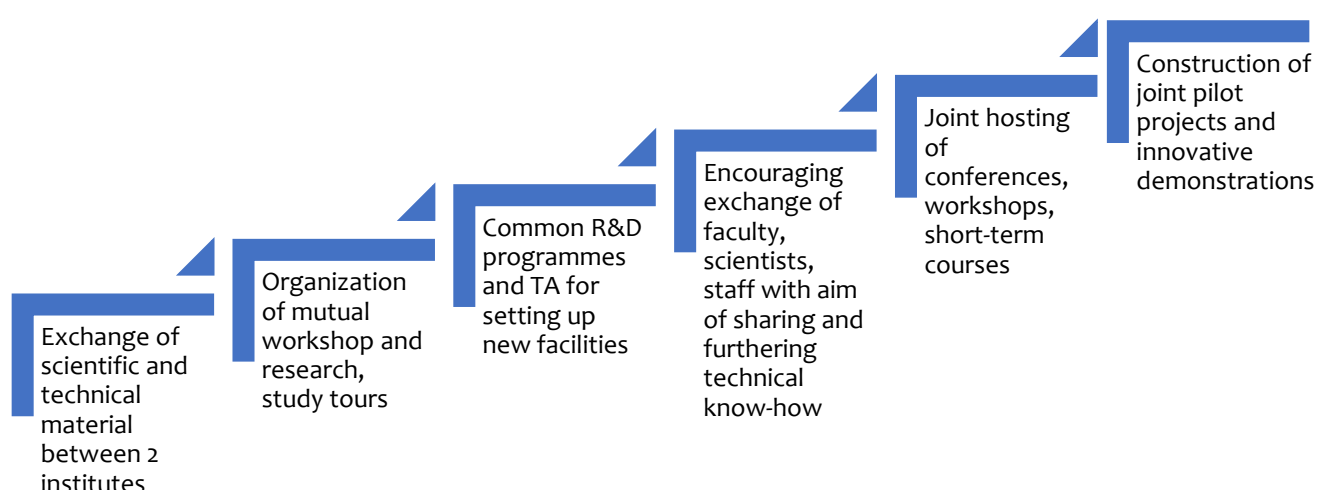 Exchange of
scientific and
technical
material
between 2
institutes
Organization
of mutual
workshop and
research,
study tours
Common R&D
programmes
and TA for
setting up
new facilities
Encouraging
exchange of
faculty,
scientists,
staff with aim
of sharing and
furthering
technical
know-how
Joint hosting
of
conferences,
workshops,
short-term
courses
Construction of
joint pilot
projects and
innovative
demonstrations